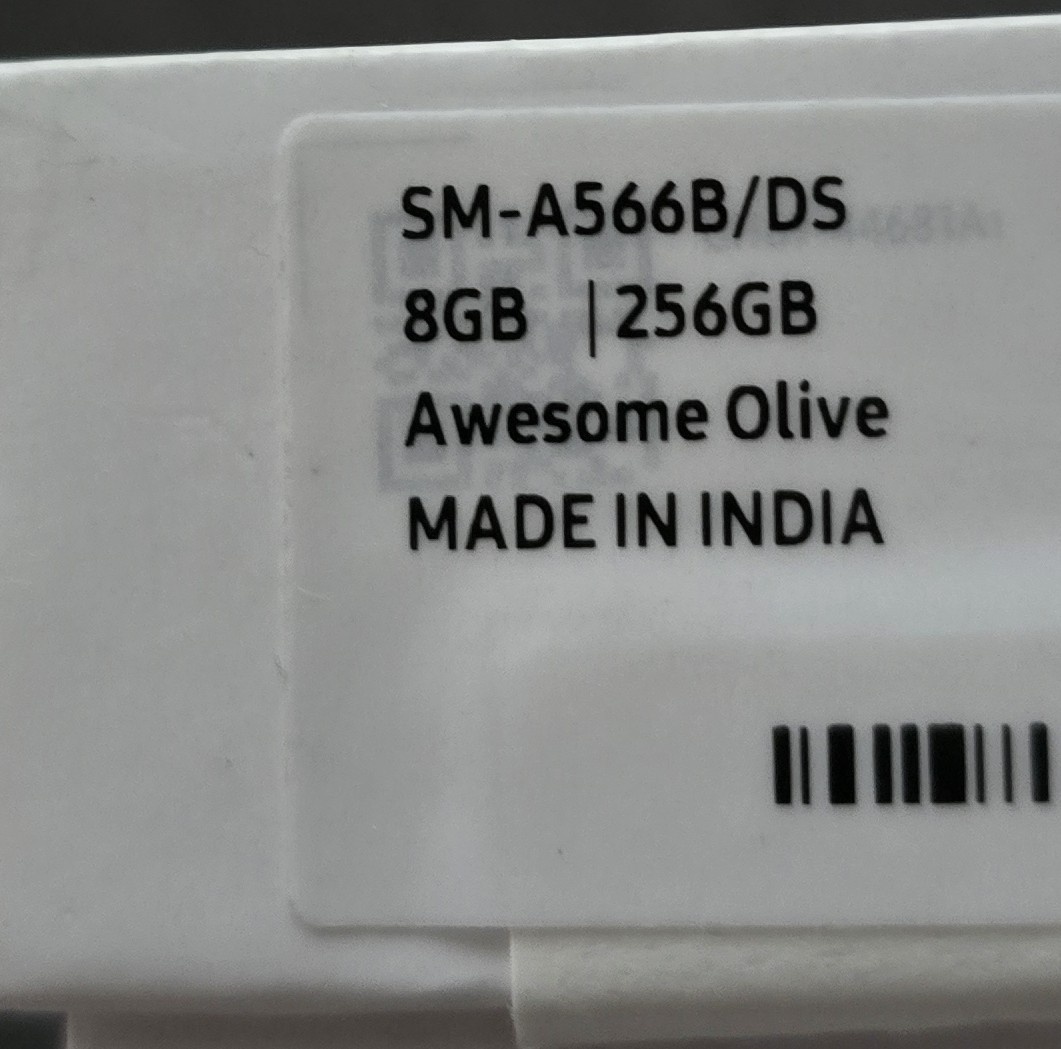 SM-A566B/DS
8GB | 256GB
Awesome Olive
MADE IN INDIA